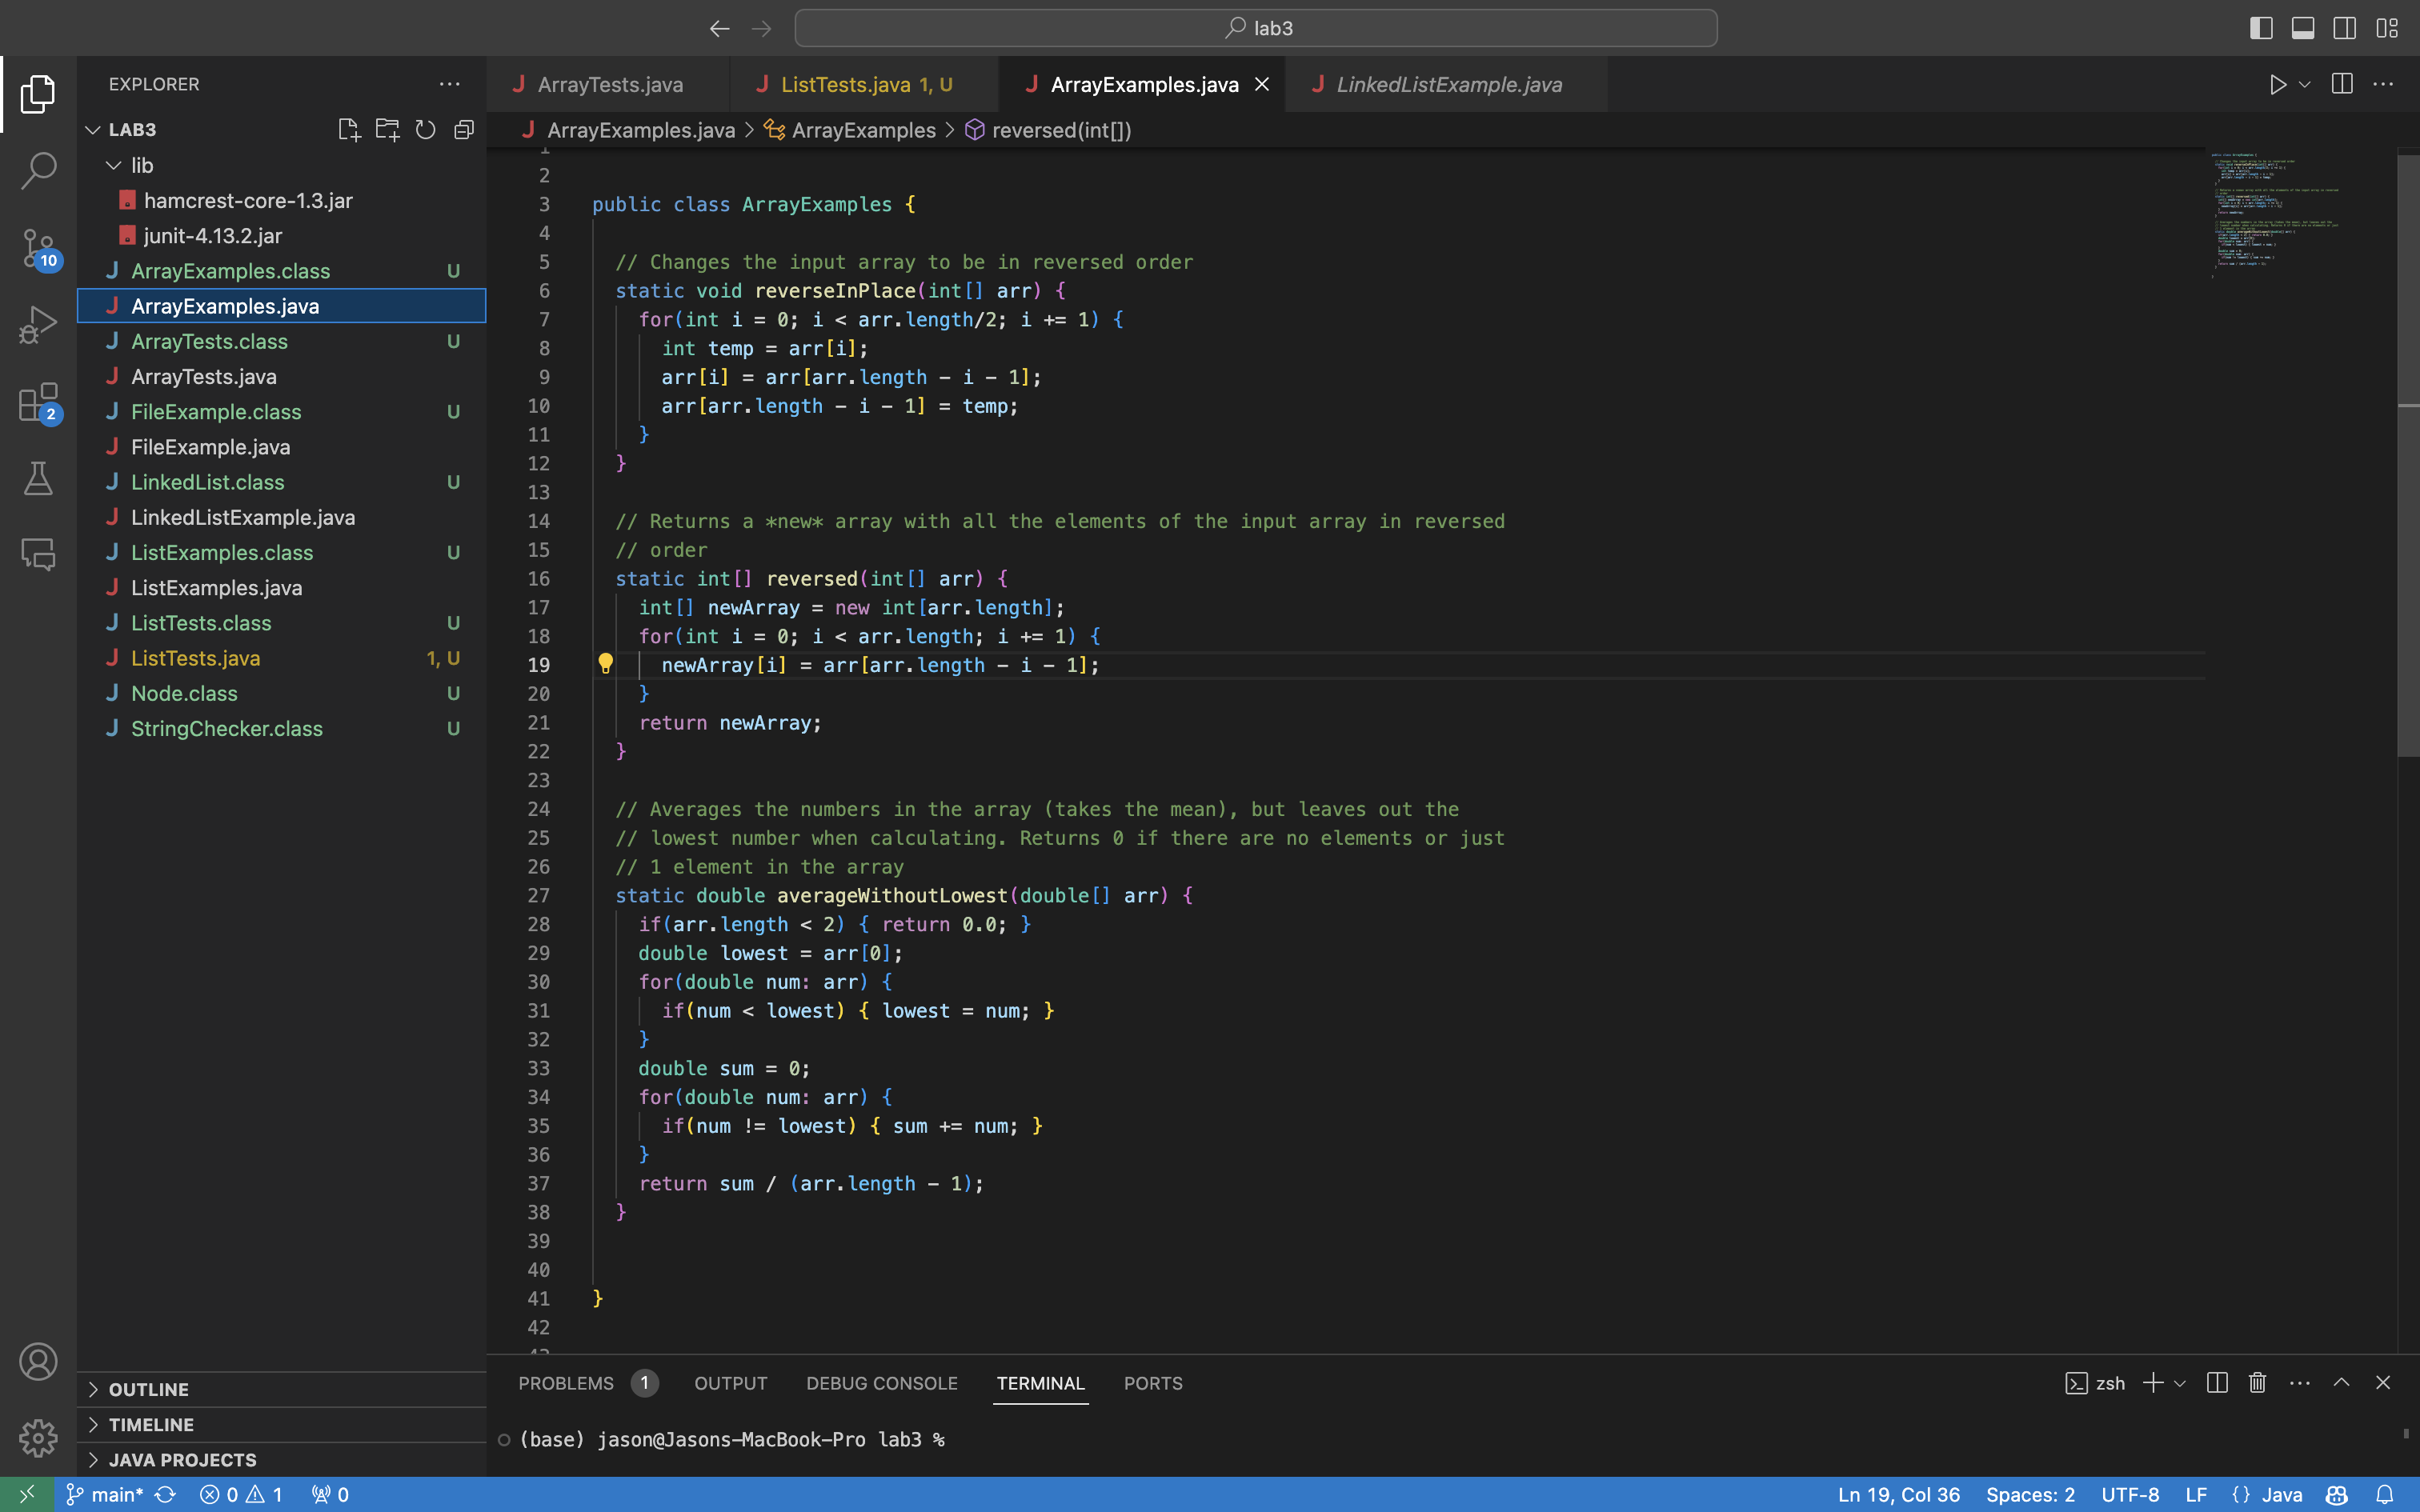 lab3
EXPLORER
LAB3
lib
hamcrest-core-1.3.jar
junit-4.13.2.jar
ArrayExamples.class U
ArrayExamples.java
ArrayTests.class U
ArrayTests.java
FileExample.class U
FileExample.java
LinkedList.class U
LinkedListExample.java
ListExamples.class U
ListExamples.java
ListTests.class U
ListTests.java 1, U
Node.class U
StringChecker.class U
OUTLINE
TIMELINE
JAVA PROJECTS
10
2
ArrayTests.java ListTests.java 1, U ArrayExamples.java LinkedListExample.java
ArrayExamples.java > ArrayExamples > reversed(int[])
1
2
3 public class ArrayExamples {
4
5 // Changes the input array to be in reversed order
6 static void reverseInPlace(int[] arr) {
7 for(int i = 0; i < arr.length/2; i += 1) {
8 int temp = arr[i];
9 arr[i] = arr[arr.length - i - 1];
10 arr[arr.length - i - 1] = temp;
11 }
12 }
13
14 // Returns a *new* array with all the elements of the input array in reversed
15 // order
16 static int[] reversed(int[] arr) {
17 int[] newArray = new int[arr.length];
18 for(int i = 0; i < arr.length; i += 1) {
19 newArray[i] = arr[arr.length - i - 1];
20 }
21 return newArray;
22 }
23
24 // Averages the numbers in the array (takes the mean), but leaves out the
25 // lowest number when calculating. Returns 0 if there are no elements or just
26 // 1 element in the array
27 static double averageWithoutLowest(double[] arr) {
28 if(arr.length < 2) { return 0.0; }
29 double lowest = arr[0];
30 for(double num: arr) {
31 if(num < lowest) { lowest = num; }
32 }
33 double sum = 0;
34 for(double num: arr) {
35 if(num != lowest) { sum += num; }
36 }
37 return sum / (arr.length - 1);
38 }
39
40
41 }
42
PROBLEMS 1 OUTPUT DEBUG CONSOLE TERMINAL PORTS zsh
(base) jason@Jasons-MacBook-Pro lab3 %
main* 0 1 0 Ln 19, Col 36 Spaces: 2 UTF-8 LF {} Java